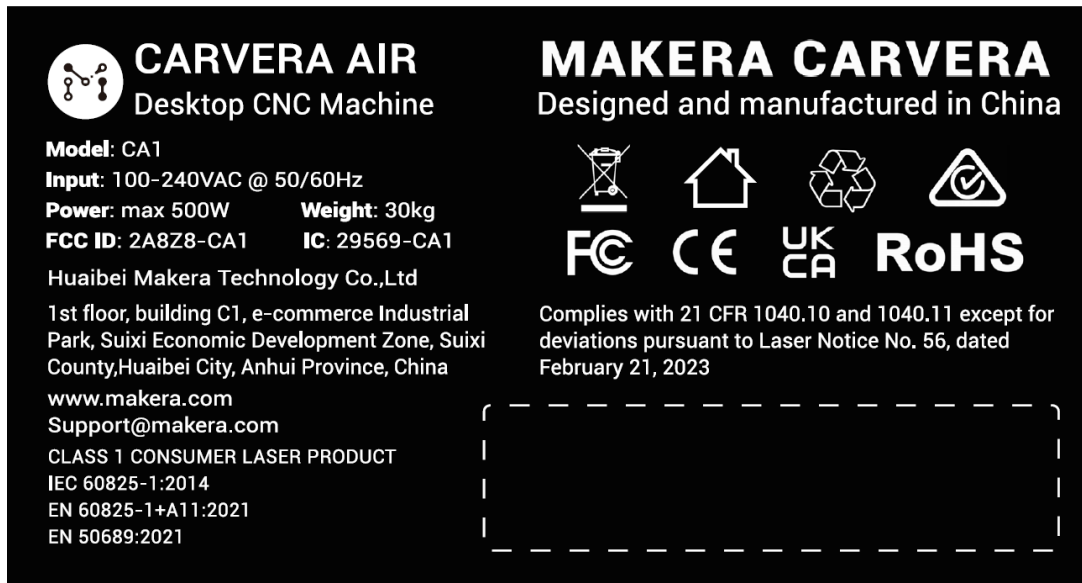 CARVERA AIR
Desktop CNC Machine
Model: CA1
Input: 100-240VAC @ 50/60Hz
Power: max 500W Weight: 30kg
FCC ID: 2A8Z8-CA1 IC: 29569-CA1
Huaibei Makera Technology Co.,Ltd
1st floor, building C1, e-commerce Industrial
Park, Suixi Economic Development Zone, Suixi
County,Huaibei City, Anhui Province, China
www.makera.com
Support@makera.com
CLASS 1 CONSUMER LASER PRODUCT
IEC 60825-1:2014
EN 60825-1+A11:2021
EN 50689:2021
MAKERA CARVERA
Designed and manufactured in China
FC CE UK
CA RoHS
Complies with 21 CFR 1040.10 and 1040.11 except for
deviations pursuant to Laser Notice No. 56, dated
February 21, 2023